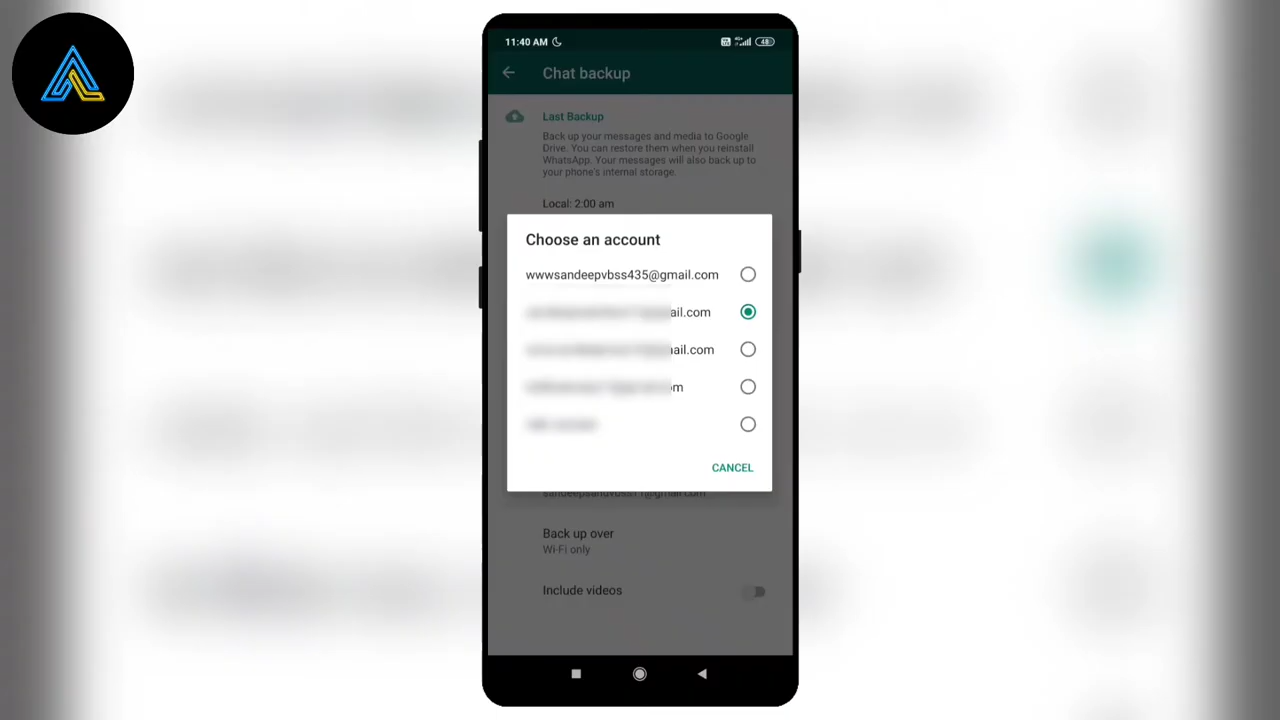 11:40 AM
48
Chat backup
Last Backup
Back up your messages and media to Google
Drive. You can restore them when you reinstall
WhatsApp. Your messages will also back up to
your phone's internal storage.
Local: 2:00 am
Choose an account
wwwsandeepvbss435@gmail.com
ail.com
ail.com
m
CANCEL
Back up over
Wi-Fi only
Include videos